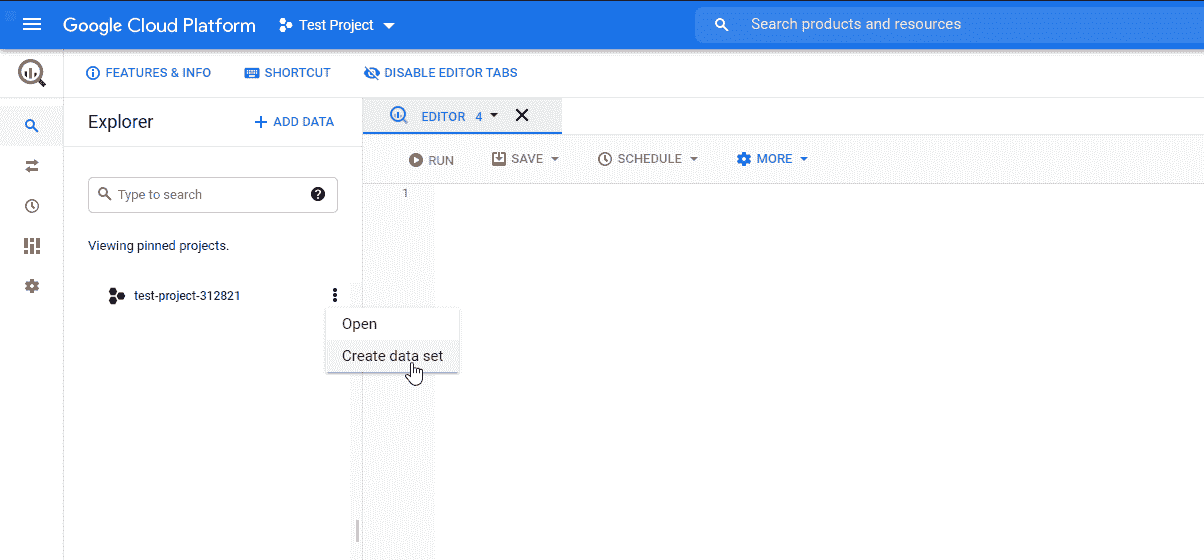 Google Cloud Platform Test Project Search products and resources
FEATURES & INFO SHORTCUT DISABLE EDITOR TABS
Explorer + ADD DATA EDITOR 4
RUN SAVE SCHEDULE MORE
Type to search ? 1
Viewing pinned projects.
test-project-312821
Open
Create data set